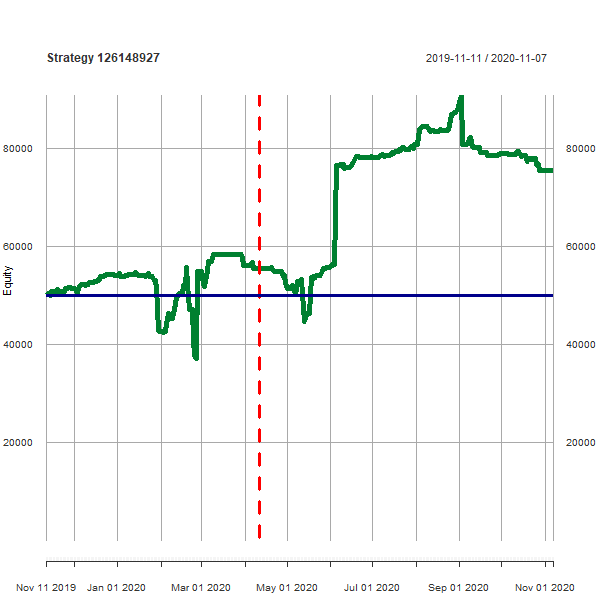 Strategy 126148927
2019-11-11 / 2020-11-07
80000
80000
60000
60000
Equity
40000
40000
20000
20000
Nov 11 2019
Jan 01 2020
Mar 01 2020
May 01 2020
Jul 01 2020
Sep 01 2020
Nov 01 2020